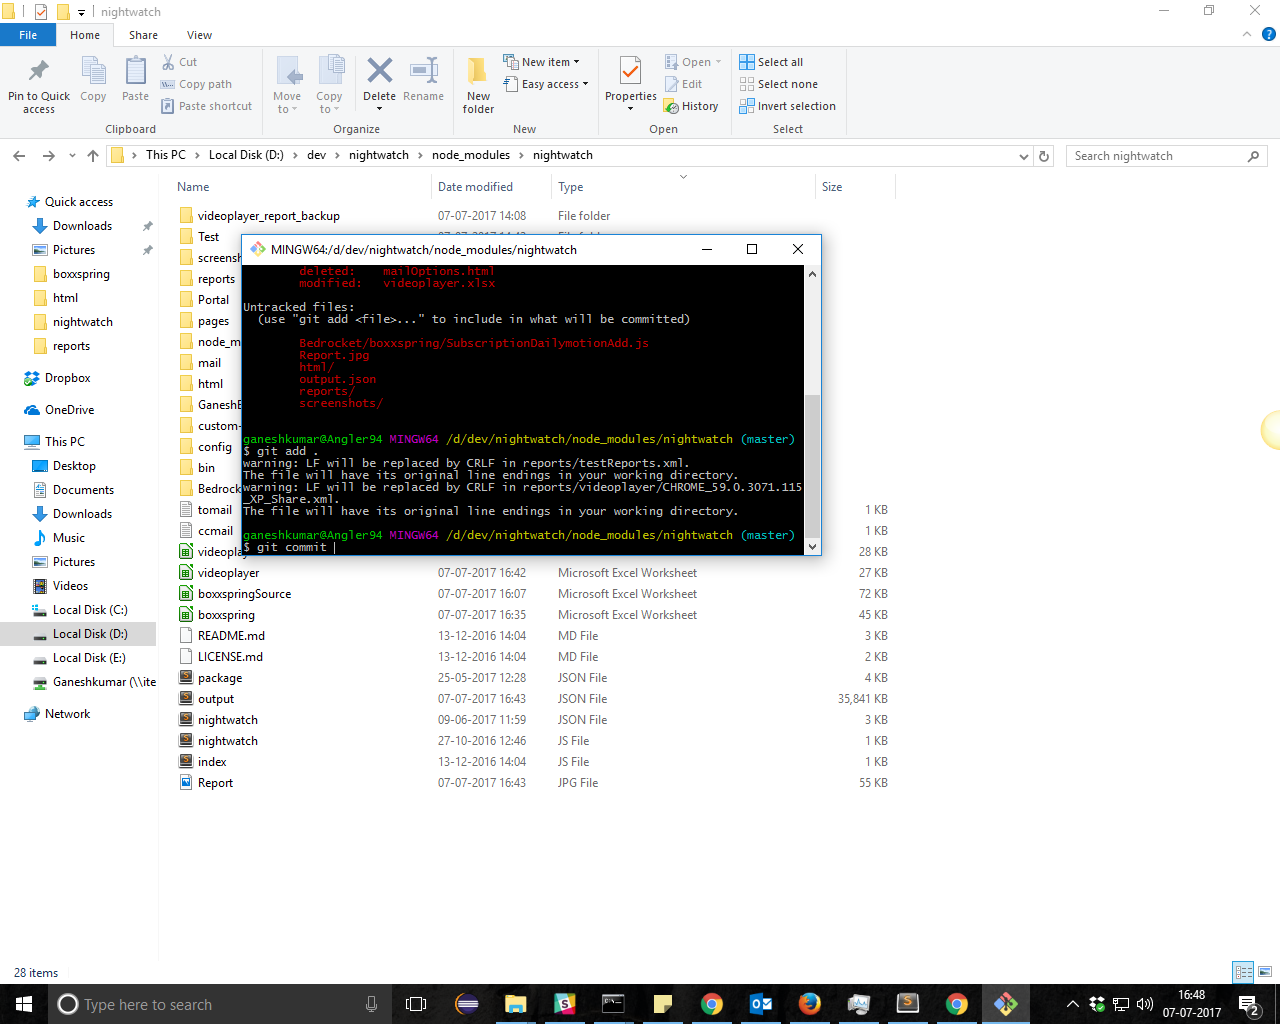 nightwatch
File Home Share View
Pin to Quick access
Copy
Paste
Cut
Copy path
Paste shortcut
Clipboard
Move to
Copy to
Delete
Rename
Organize
New folder
New item
Easy access
New
Properties
Open
Edit
History
Open
Select all
Select none
Invert selection
Select
This PC > Local Disk (D:) > dev > nightwatch > node_modules > nightwatch
Search nightwatch
Quick access
Downloads
Pictures
boxxspring
html
nightwatch
reports
Dropbox
OneDrive
This PC
Desktop
Documents
Downloads
Music
Pictures
Videos
Local Disk (C:)
Local Disk (D:)
Local Disk (E:)
Ganeshkumar (\\ite
Network
Name Date modified Type Size
videoplayer_report_backup 07-07-2017 14:08 File folder
Test
screensh
reports
Portal
pages
node_m
mail
html
GaneshB
custom-
config
bin
Bedrock
tomail 1 KB
ccmail 1 KB
videopla 28 KB
videoplayer 07-07-2017 16:42 Microsoft Excel Worksheet 27 KB
boxxspringSource 07-07-2017 16:07 Microsoft Excel Worksheet 72 KB
boxxspring 07-07-2017 16:35 Microsoft Excel Worksheet 45 KB
README.md 13-12-2016 14:04 MD File 3 KB
LICENSE.md 13-12-2016 14:04 MD File 2 KB
package 25-05-2017 12:28 JSON File 4 KB
output 07-07-2017 16:43 JSON File 35,841 KB
nightwatch 09-06-2017 11:59 JSON File 3 KB
nightwatch 27-10-2016 12:46 JS File 1 KB
index 13-12-2016 14:04 JS File 1 KB
Report 07-07-2017 16:43 JPG File 55 KB
MINGW64:/d/dev/nightwatch/node_modules/nightwatch
deleted: mailOptions.html
modified: videoplayer.xlsx
Untracked files:
(use "git add <file>..." to include in what will be committed)
Bedrocket/boxxspring/SubscriptionDailymotionAdd.js
Report.jpg
html/
output.json
reports/
screenshots/
ganeshkumar@Angler94 MINGW64 /d/dev/nightwatch/node_modules/nightwatch (master)
$ git add .
warning: LF will be replaced by CRLF in reports/testReports.xml.
The file will have its original line endings in your working directory.
warning: LF will be replaced by CRLF in reports/videoplayer/CHROME_59.0.3071.115
_XP_Share.xml.
The file will have its original line endings in your working directory.
ganeshkumar@Angler94 MINGW64 /d/dev/nightwatch/node_modules/nightwatch (master)
$ git commit
28 items
Type here to search
16:48
07-07-2017
2